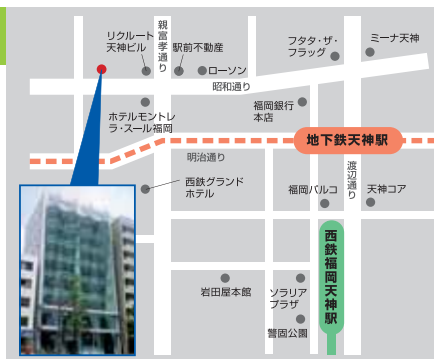 親富孝通り
リクルート
天神ビル
駅前不動産
ローソン
フタタ・ザ・
フラッグ
ミーナ天神
昭和通り
ホテルモントレ
ラ・スール福岡
福岡銀行
本店
地下鉄天神駅
明治通り
渡辺通り
西鉄グランド
ホテル
福岡パルコ
天神コア
西鉄福岡天神駅
岩田屋本館
ソラリア
プラザ
警固公園